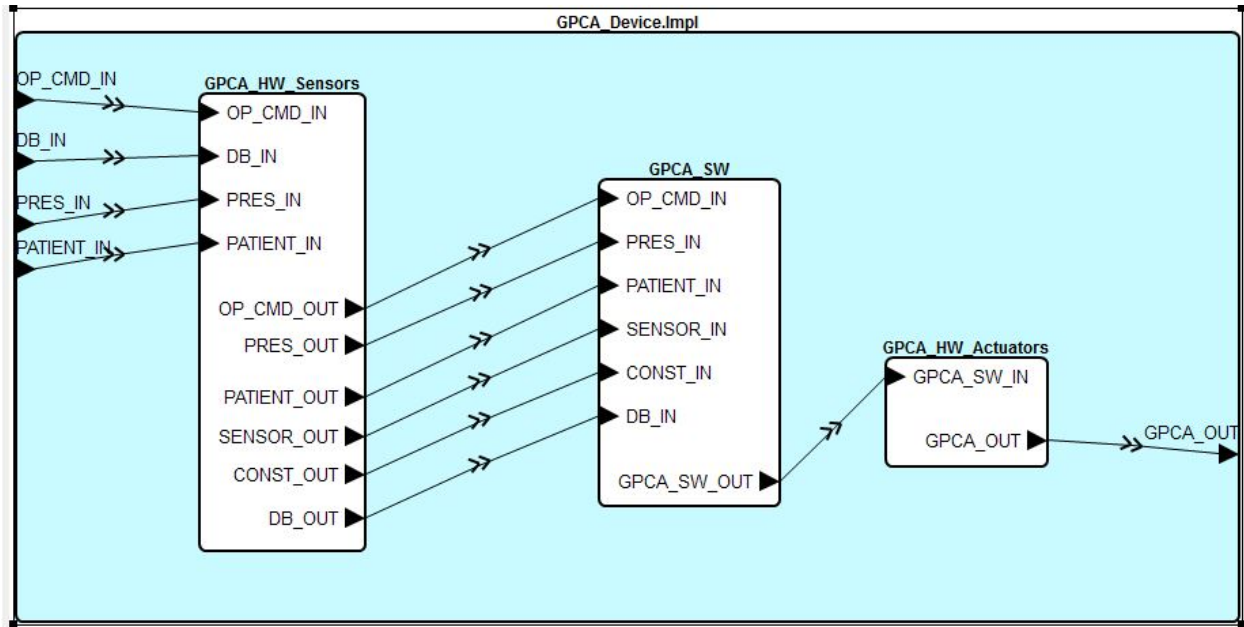 GPCA_Device.Impl
OP_CMD_IN
DB_IN
PRES_IN
PATIENT_IN
GPCA_HW_Sensors
OP_CMD_IN
DB_IN
PRES_IN
PATIENT_IN
OP_CMD_OUT
PRES_OUT
PATIENT_OUT
SENSOR_OUT
CONST_OUT
DB_OUT
GPCA_SW
OP_CMD_IN
PRES_IN
PATIENT_IN
SENSOR_IN
CONST_IN
DB_IN
GPCA_SW_OUT
GPCA_HW_Actuators
GPCA_SW_IN
GPCA_OUT
GPCA_OUT